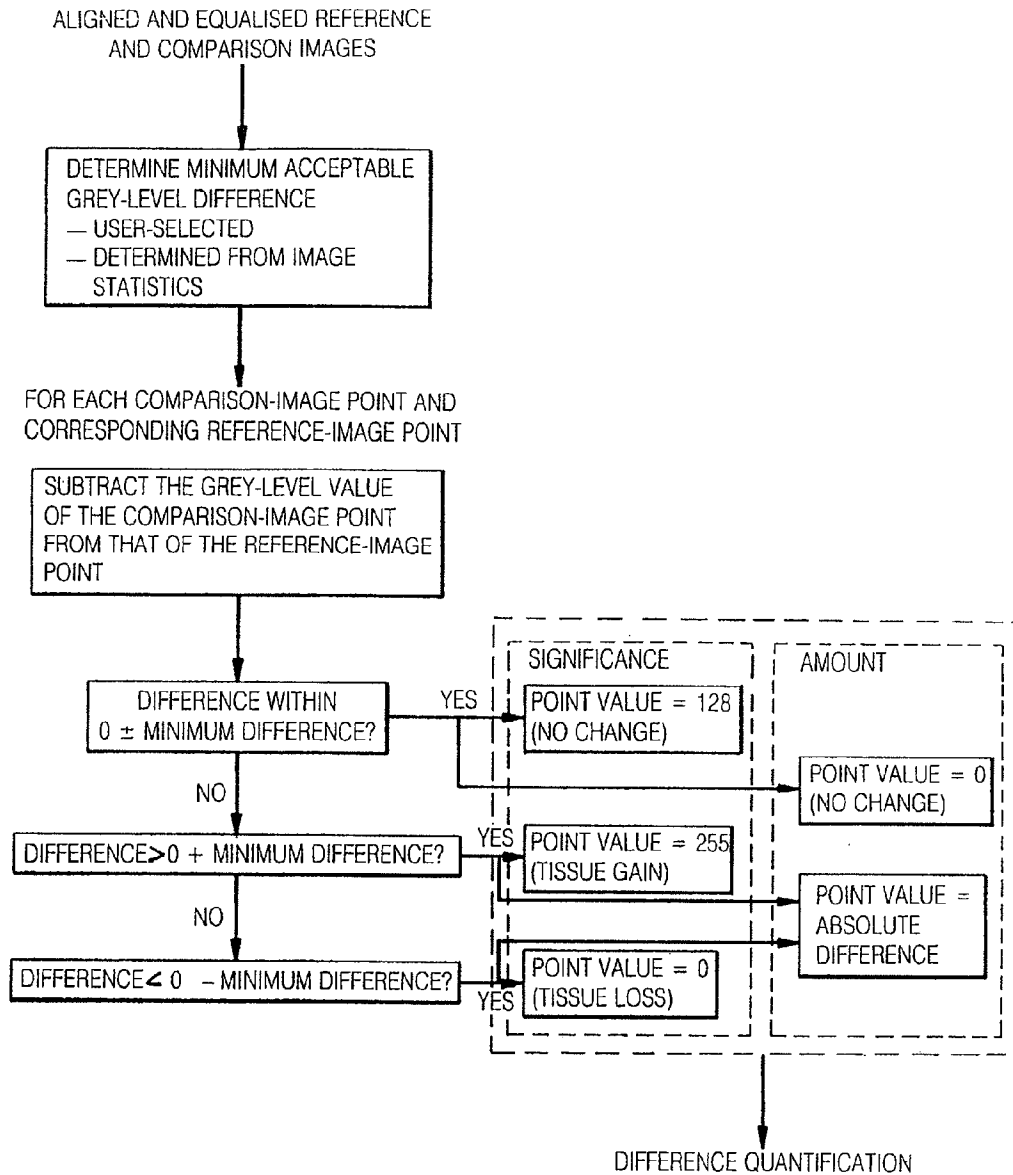 ALIGNED AND EQUALISED REFERENCE
AND COMPARISON IMAGES
DETERMINE MINIMUM ACCEPTABLE
GREY-LEVEL DIFFERENCE
— USER-SELECTED
— DETERMINED FROM IMAGE
STATISTICS
FOR EACH COMPARISON-IMAGE POINT AND
CORRESPONDING REFERENCE-IMAGE POINT
SUBTRACT THE GREY-LEVEL VALUE
OF THE COMPARISON-IMAGE POINT
FROM THAT OF THE REFERENCE-IMAGE
POINT
DIFFERENCE WITHIN
0 ± MINIMUM DIFFERENCE?
YES
NO
DIFFERENCE>0 + MINIMUM DIFFERENCE?
YES
NO
DIFFERENCE< 0 – MINIMUM DIFFERENCE?
YES
SIGNIFICANCE
POINT VALUE = 128
(NO CHANGE)
POINT VALUE = 255
(TISSUE GAIN)
POINT VALUE = 0
(TISSUE LOSS)
AMOUNT
POINT VALUE = 0
(NO CHANGE)
POINT VALUE =
ABSOLUTE
DIFFERENCE
DIFFERENCE QUANTIFICATION